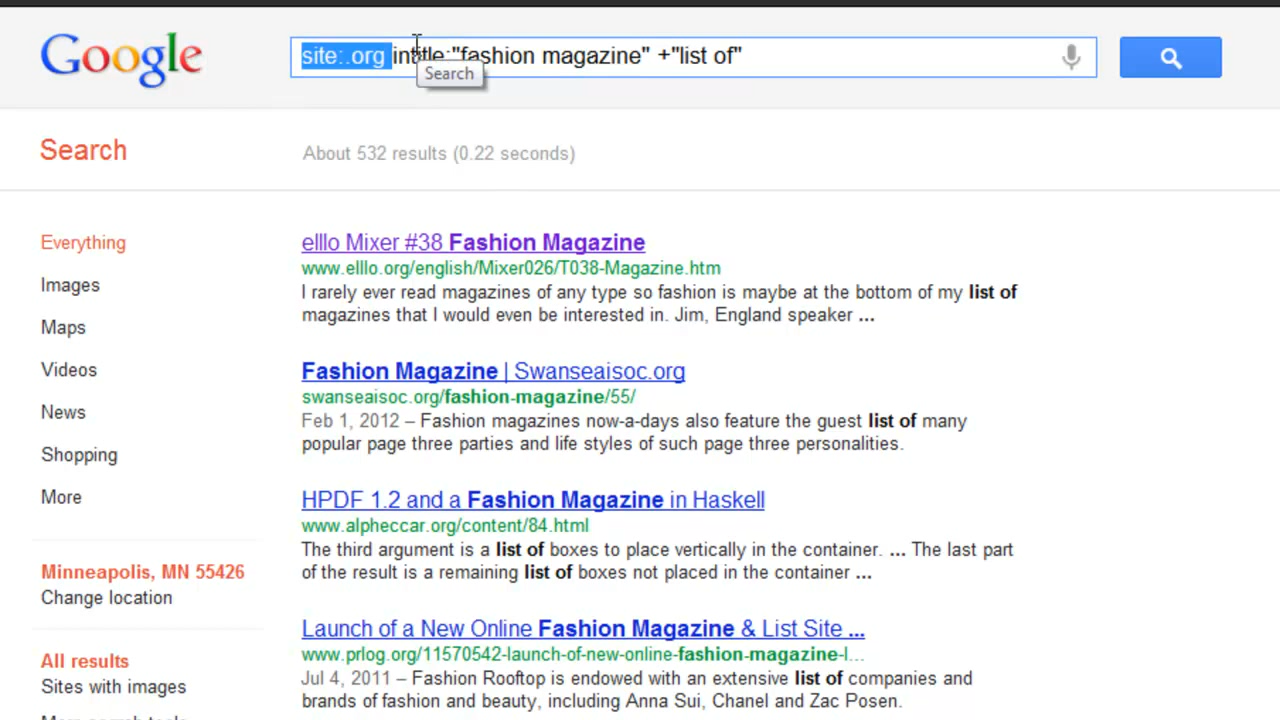 Google
site:.org intitle:"fashion magazine" +"list of"
Search
Search
About 532 results (0.22 seconds)
Everything
Images
Maps
Videos
News
Shopping
More
Minneapolis, MN 55426
Change location
All results
Sites with images
More search tools
elllo Mixer #38 Fashion Magazine
www.elllo.org/english/Mixer026/T038-Magazine.htm
I rarely ever read magazines of any type so fashion is maybe at the bottom of my list of
magazines that I would even be interested in. Jim, England speaker ...
Fashion Magazine | Swanseaisoc.org
swanseaisoc.org/fashion-magazine/55/
Feb 1, 2012 – Fashion magazines now-a-days also feature the guest list of many
popular page three parties and life styles of such page three personalities.
HPDF 1.2 and a Fashion Magazine in Haskell
www.alpheccar.org/content/84.html
The third argument is a list of boxes to place vertically in the container. ... The last part
of the result is a remaining list of boxes not placed in the container ...
Launch of a New Online Fashion Magazine & List Site ...
www.prlog.org/11570542-launch-of-new-online-fashion-magazine-l...
Jul 4, 2011 – Fashion Rooftop is endowed with an extensive list of companies and
brands of fashion and beauty, including Anna Sui, Chanel and Zac Posen.